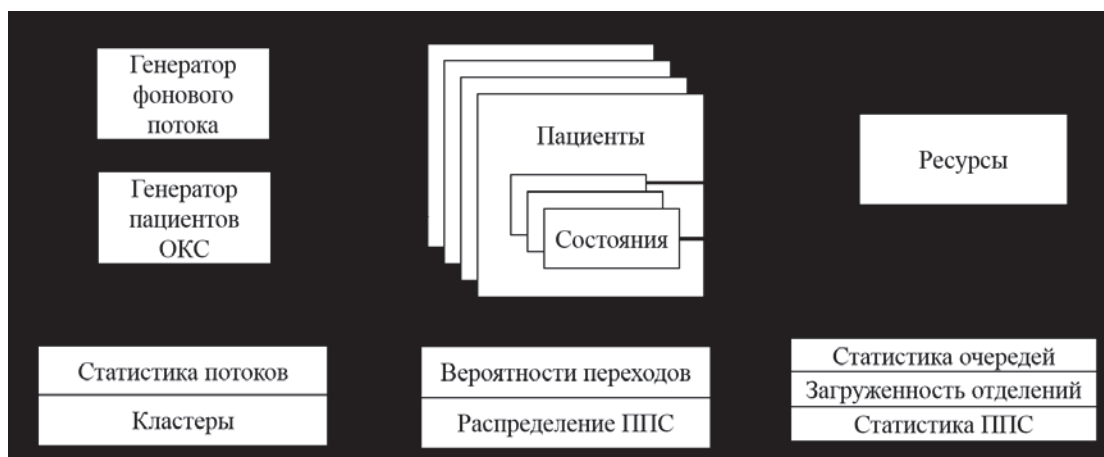 Генератор
фонового
потока
Генератор
пациентов
ОКС
Пациенты
Состояния
Ресурсы
Статистика потоков
Кластеры
Вероятности переходов
Распределение ППС
Статистика очередей
Загруженность отделений
Статистика ППС